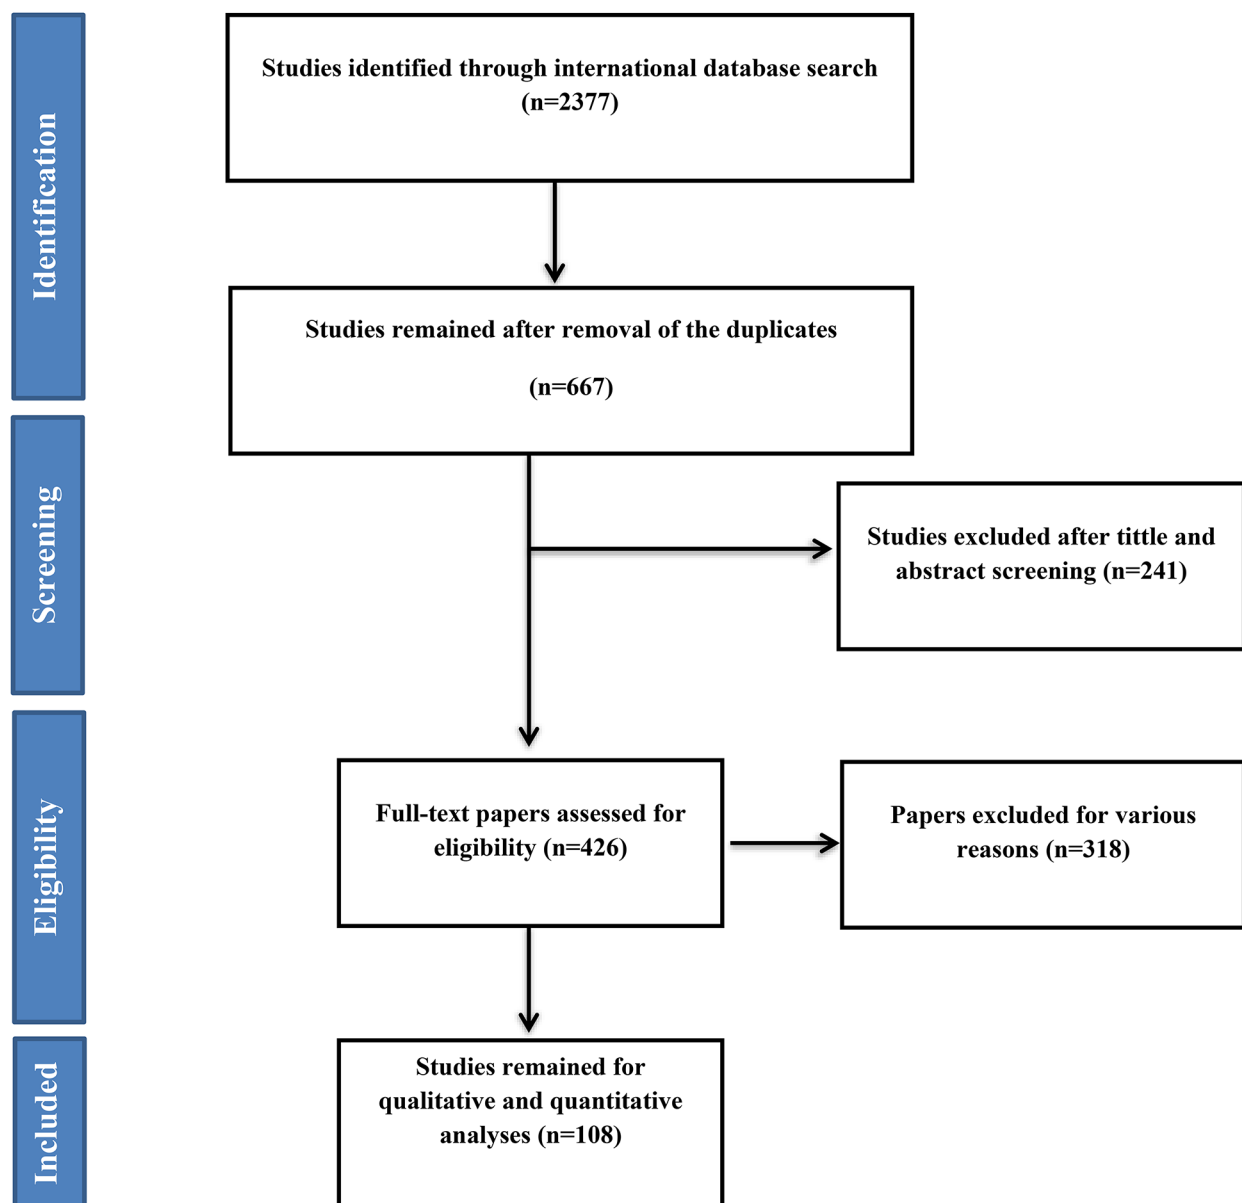 Identification
Studies identified through international database search
(n=2377)
Studies remained after removal of the duplicates
(n=667)
Screening
Studies excluded after tittle and
abstract screening (n=241)
Eligibility
Full-text papers assessed for
eligibility (n=426)
Papers excluded for various
reasons (n=318)
Included
Studies remained for
qualitative and quantitative
analyses (n=108)